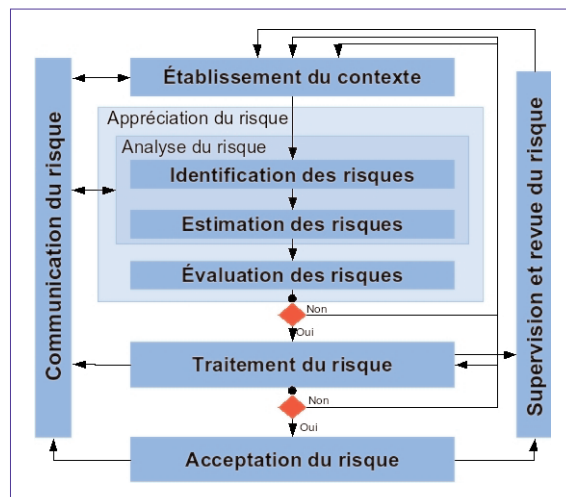 Établissement du contexte
Appréciation du risque
Analyse du risque
Identification des risques
Estimation des risques
Évaluation des risques
Non
Oui
Traitement du risque
Non
Oui
Acceptation du risque
Communication du risque
Supervision et revue du risque